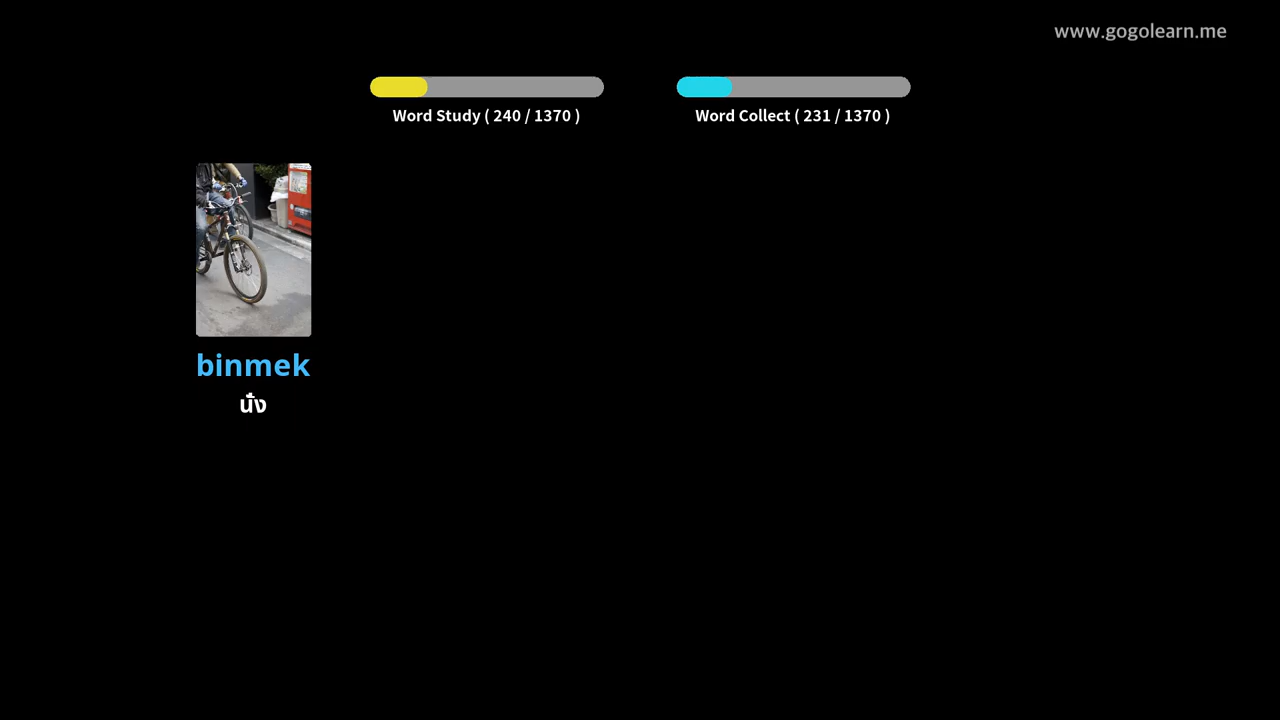 www.gogolearn.me
Word Study ( 240 / 1370 )
Word Collect ( 231 / 1370 )
binmek
นั่ง